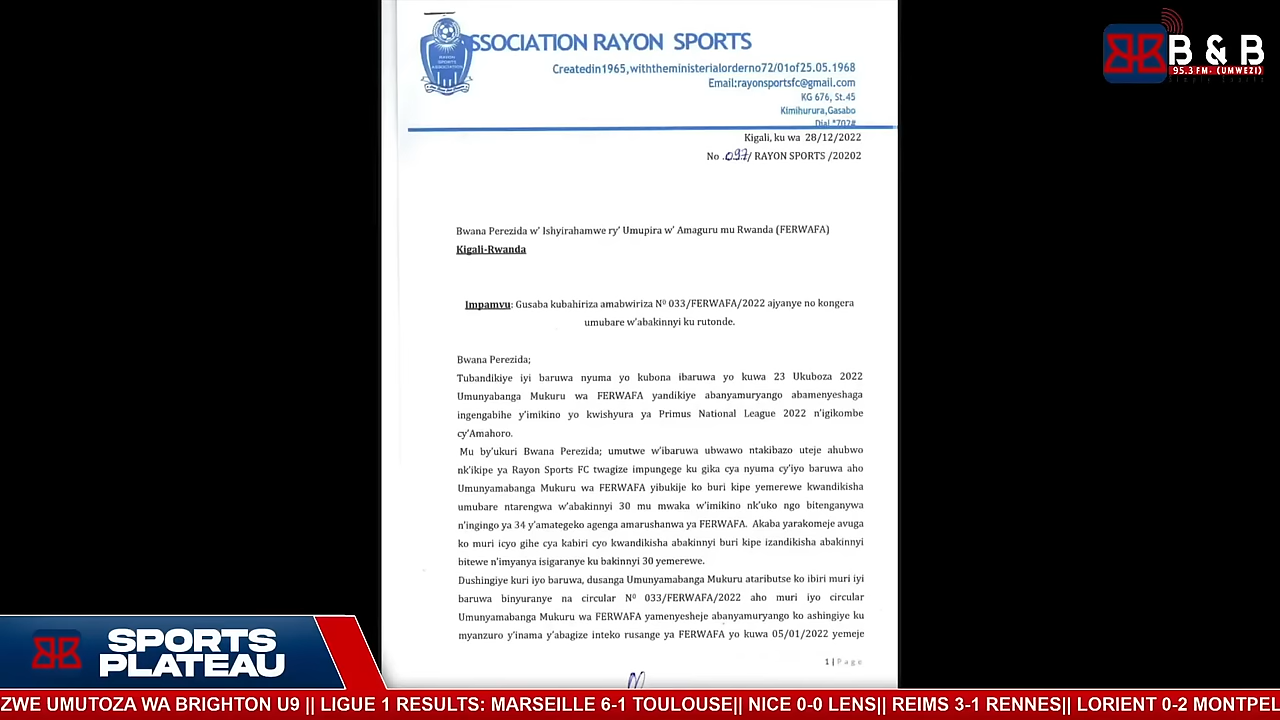 SSOCIATION RAYON SPORTS
Createdin1965,withtheministerialorderno72/01of25.05.1968
Email:rayonsportsfc@gmail.com
KG 676, St.45
Kimihurura,Gasabo
Dial *702#
Kigali, ku wa 28/12/2022
No .097/ RAYON SPORTS /20202
Bwana Perezida w' Ishyirahamwe ry' Umupira w' Amaguru mu Rwanda (FERWAFA)
Kigali-Rwanda
Impamvu: Gusaba kubahiriza amabwiriza Nº 033/FERWAFA/2022 ajyanye no kongera
umubare w'abakinnyi ku rutonde.
Bwana Perezida;
Tubandikiye iyi baruwa nyuma yo kubona ibaruwa yo kuwa 23 Ukuboza 2022
Umunyabanga Mukuru wa FERWAFA yandikiye abanyamuryango abamenyeshaga
ingengabihe y'imikino yo kwishyura ya Primus National League 2022 n'igikombe
cy'Amahoro.
Mu by'ukuri Bwana Perezida; umutwe w'ibaruwa ubwawo ntakibazo uteje ahubwo
nk'ikipe ya Rayon Sports FC twagize impungege ku gika cya nyuma cy'iyo baruwa aho
Umunyamabanga Mukuru wa FERWAFA yibukije ko buri kipe yemerewe kwandikisha
umubare ntarengwa w'abakinnyi 30 mu mwaka w'imikino nk'uko ngo bitenganywa
n'ingingo ya 34 y'amategeko agenga amarushanwa ya FERWAFA. Akaba yarakomeje avuga
ko muri icyo gihe cya kabiri cyo kwandikisha abakinnyi buri kipe izandikisha abakinnyi
bitewe n'imyanya isigaranye ku bakinnyi 30 yemerewe.
Dushingiye kuri iyo baruwa, dusanga Umunyamabanga Mukuru ataributse ko ibiri muri iyi
baruwa binyuranye na circular Nº 033/FERWAFA/2022 aho muri iyo circular
Umunyamabanga Mukuru wa FERWAFA yamenyesheje abanyamuryango ko ashingiye ku
myanzuro y'inama y'abagize inteko rusange ya FERWAFA yo kuwa 05/01/2022 yemeje
1 | Page
B & B
95.3 FM- (UMWEZI)
SPORTS
PLATEAU
ZWE UMUTOZA WA BRIGHTON U9 || LIGUE 1 RESULTS: MARSEILLE 6-1 TOULOUSE|| NICE 0-0 LENS|| REIMS 3-1 RENNES|| LORIENT 0-2 MONTPEL